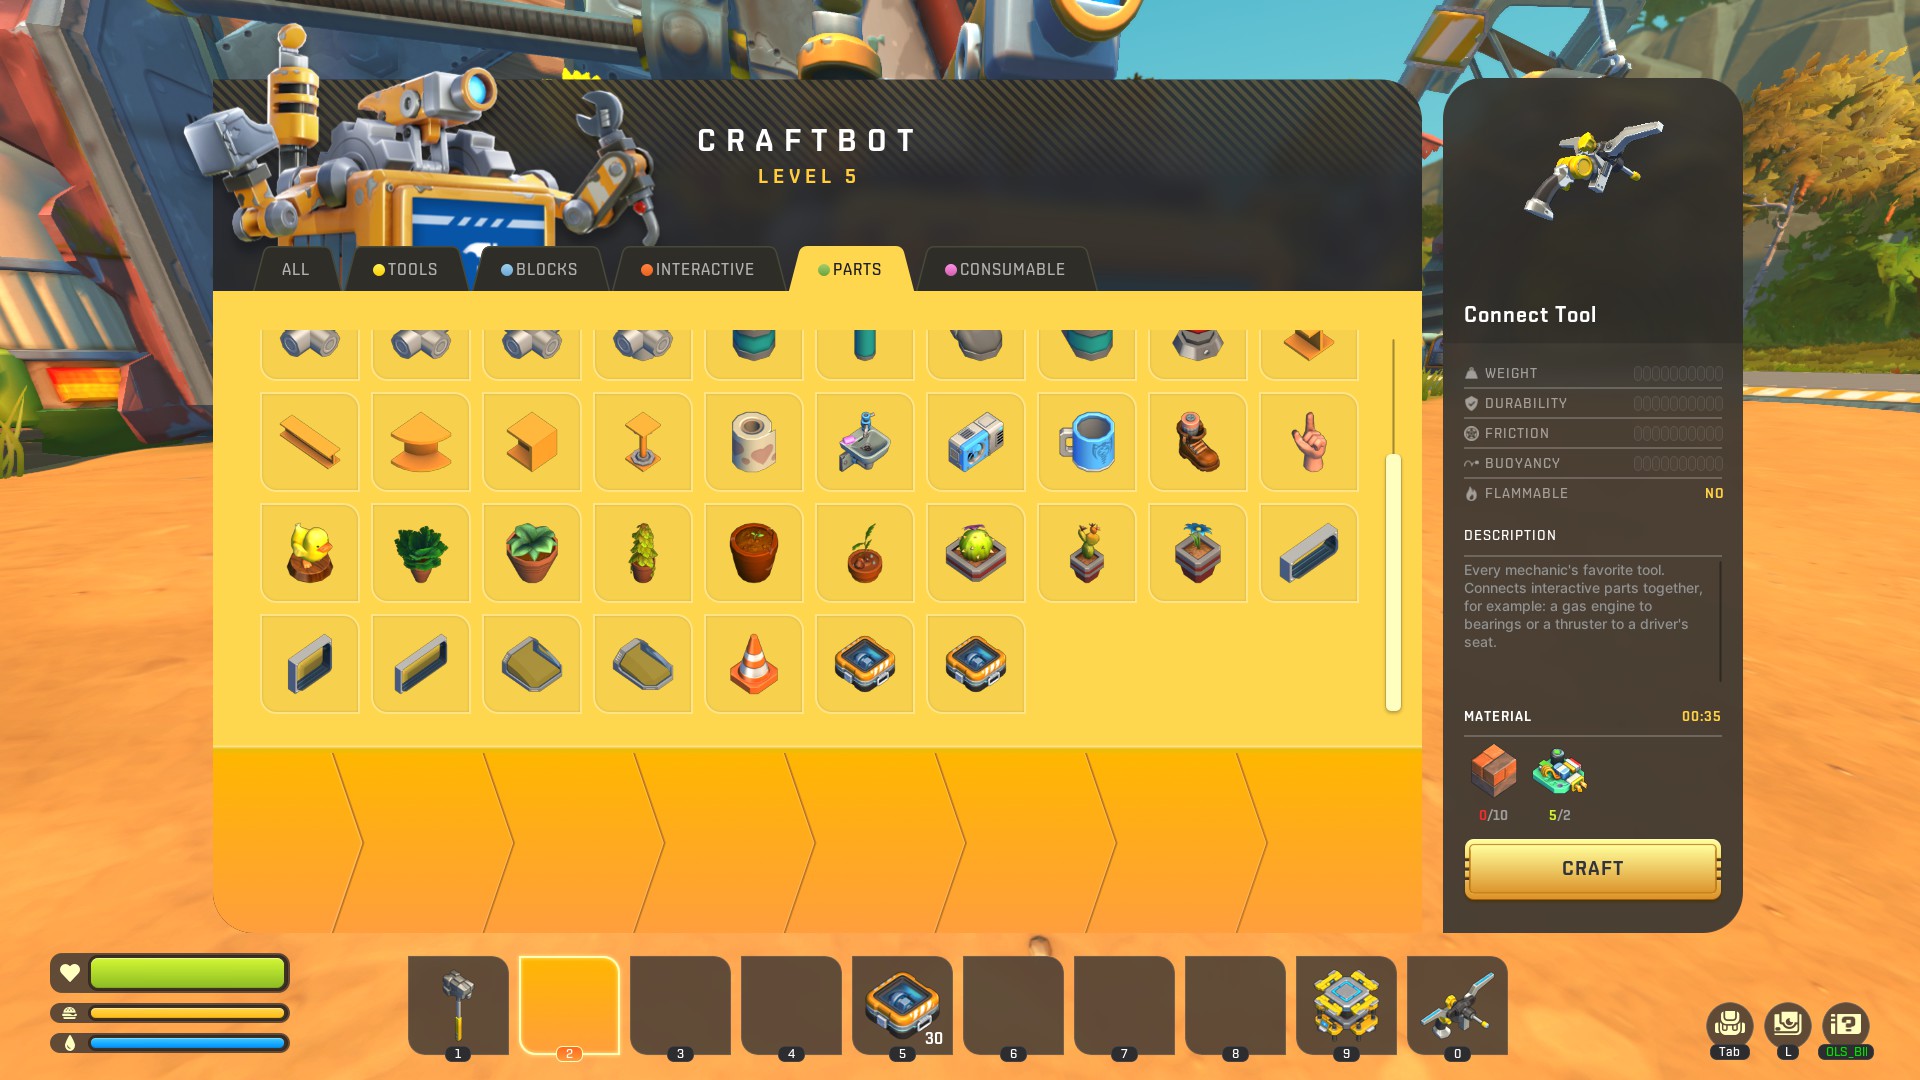 CRAFTBOT
LEVEL 5
ALL
TOOLS
BLOCKS
INTERACTIVE
PARTS
CONSUMABLE
Connect Tool
WEIGHT
DURABILITY
FRICTION
BUOYANCY
FLAMMABLE NO
DESCRIPTION
Every mechanic's favorite tool.
Connects interactive parts together,
for example: a gas engine to
bearings or a thruster to a driver's
seat.
MATERIAL 00:35
0/10 5/2
CRAFT
30
1 2 3 4 5 6 7 8 9 0
Tab L OLS_BII